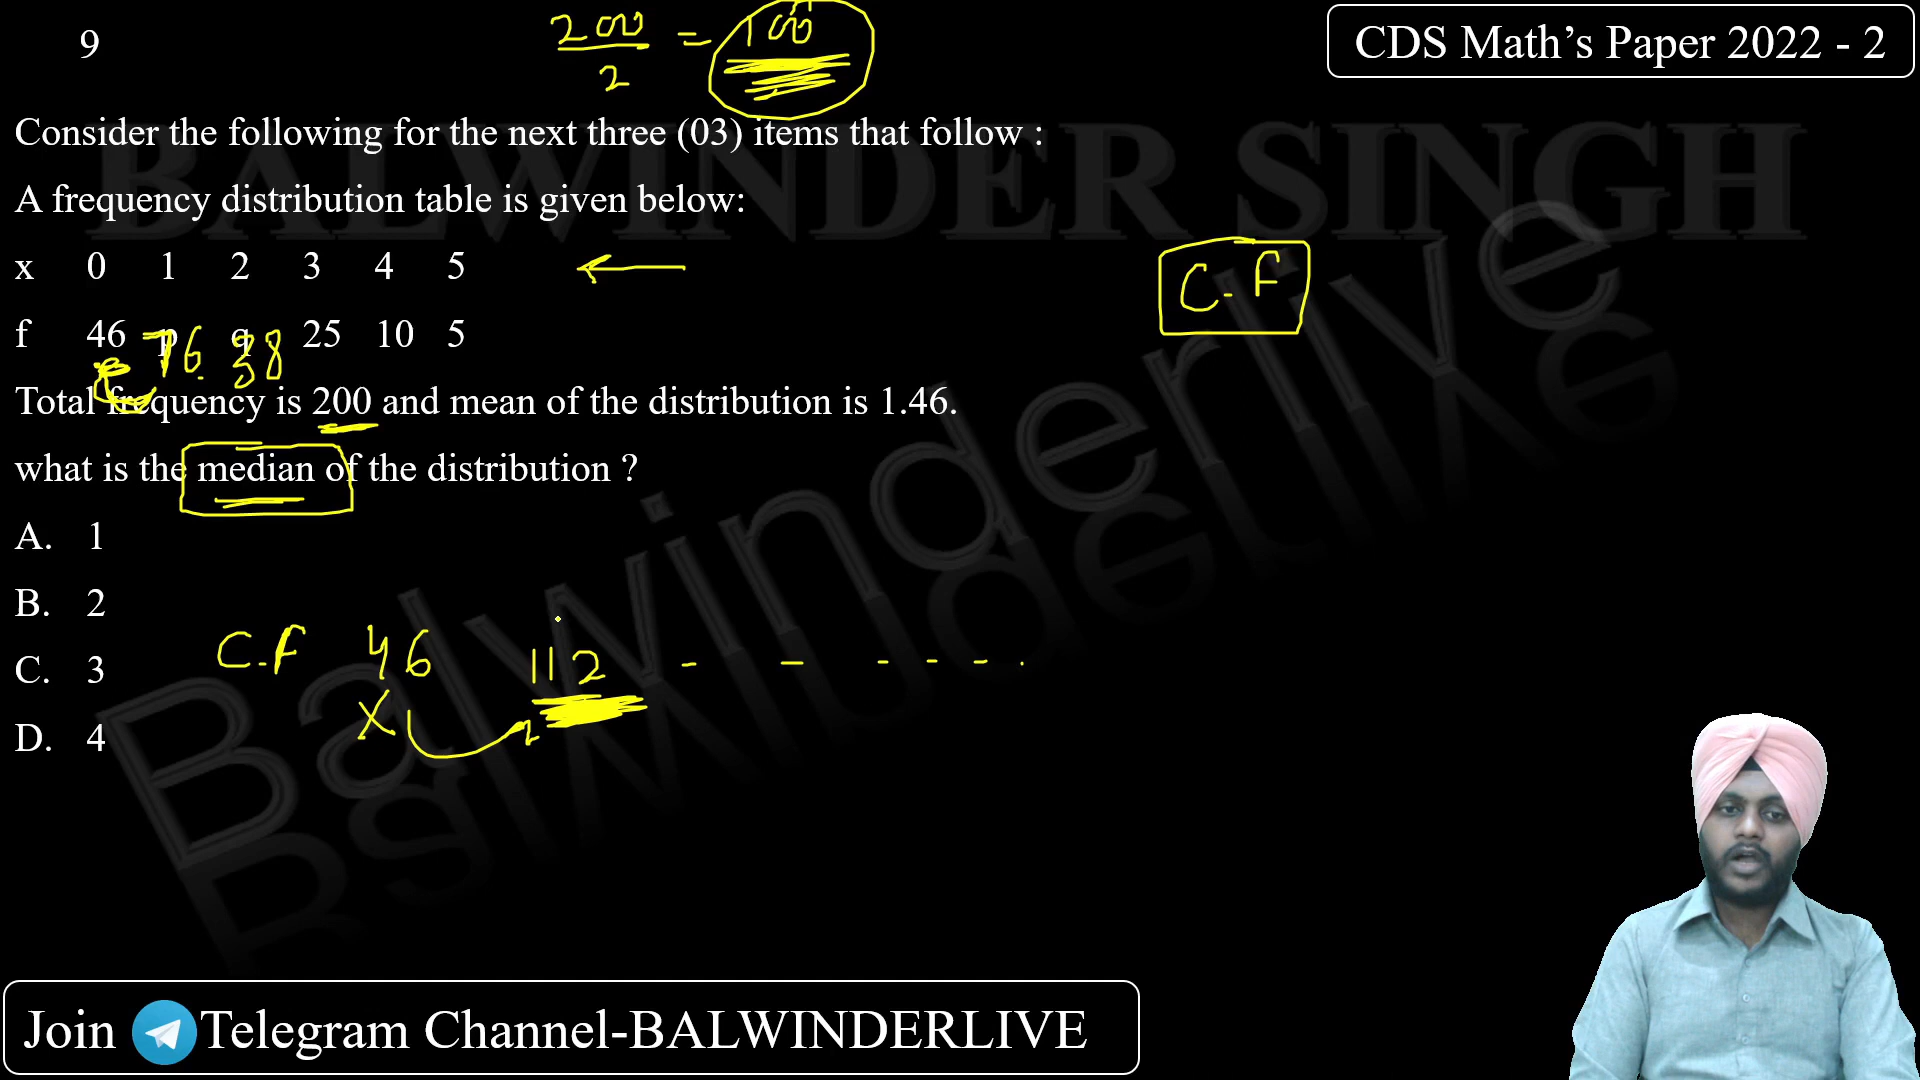 200/2 = 100
9
CDS Math’s Paper 2022 - 2
Consider the following for the next three (03) items that follow :
BALWINDER SINGH
A frequency distribution table is given below:
x 0 1 2 3 4 5
C.F
f 46 p q 25 10 5
76 38
Total frequency is 200 and mean of the distribution is 1.46.
what is the median of the distribution ?
Balwinderlive
A. 1
B. 2
C.F 46 112 - - - - - .
C. 3
D. 4
Join Telegram Channel-BALWINDERLIVE